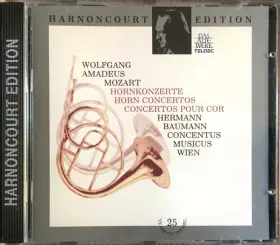 HARNONCOURT EDITION
HARNONCOURT EDITION
DAS
ALTE
WERK
TELDEC
WOLFGANG
AMADEUS
MOZART
HORNKONZERTE
HORN CONCERTOS
CONCERTOS POUR COR
HERMANN
BAUMANN
CONCENTUS
MUSICUS
WIEN
25